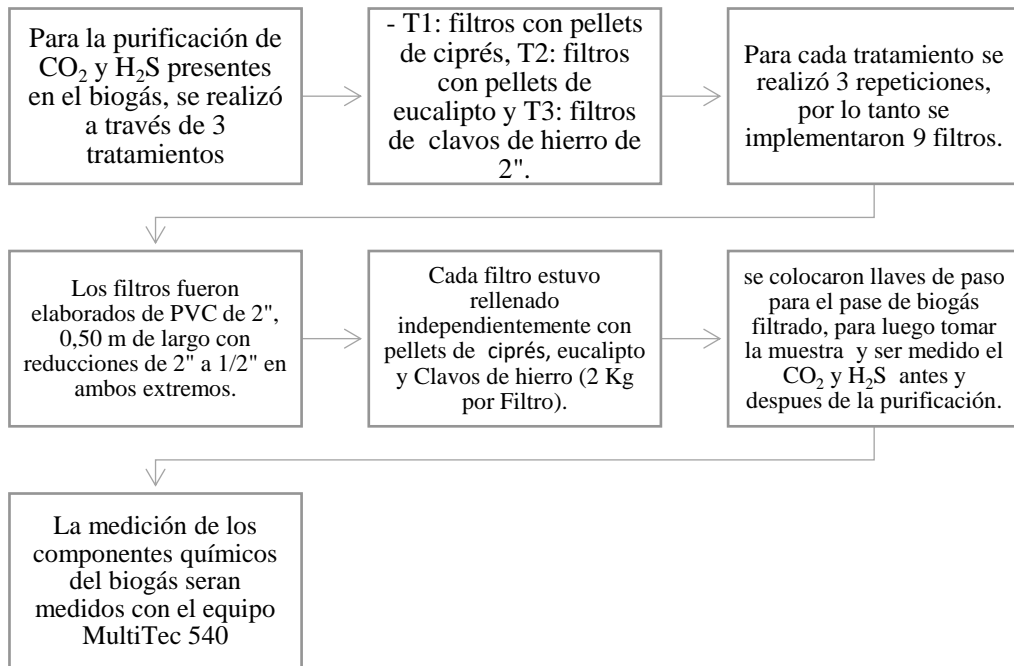 Para la purificación de
CO₂ y H₂S presentes
en el biogás, se realizó
a través de 3
tratamientos
- T1: filtros con pellets
de ciprés, T2: filtros
con pellets de
eucalipto y T3: filtros
de clavos de hierro de
2".
Para cada tratamiento se
realizó 3 repeticiones,
por lo tanto se
implementaron 9 filtros.
Los filtros fueron
elaborados de PVC de 2",
0,50 m de largo con
reducciones de 2" a 1/2" en
ambos extremos.
Cada filtro estuvo
rellenado
independientemente con
pellets de ciprés, eucalipto
y Clavos de hierro (2 Kg
por Filtro).
se colocaron llaves de paso
para el pase de biogás
filtrado, para luego tomar
la muestra y ser medido el
CO₂ y H₂S antes y
despues de la purificación.
La medición de los
componentes químicos
del biogás seran
medidos con el equipo
MultiTec 540